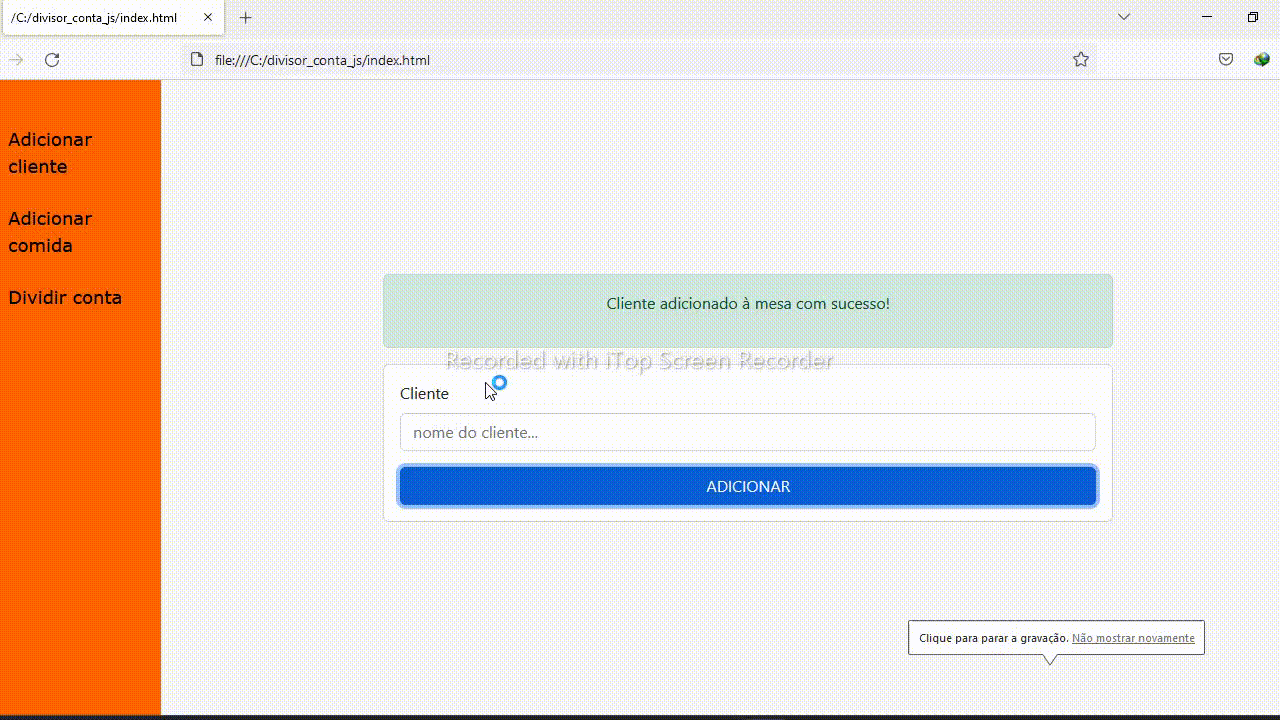 /C:/divisor_conta_js/index.html
file:///C:/divisor_conta_js/index.html
Adicionar
cliente
Adicionar
comida
Dividir conta
Cliente adicionado à mesa com sucesso!
Recorded with iTop Screen Recorder
Cliente
nome do cliente...
ADICIONAR
Clique para parar a gravação. Não mostrar novamente